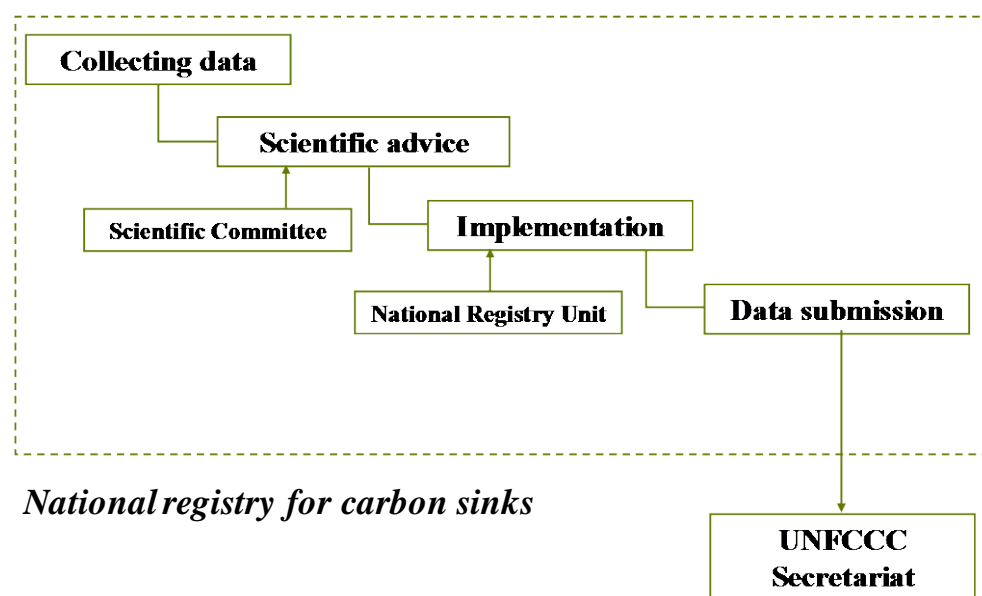 Collecting data
Scientific advice
Scientific Committee
Implementation
National Registry Unit
Data submission
National registry for carbon sinks
UNFCCC
Secretariat